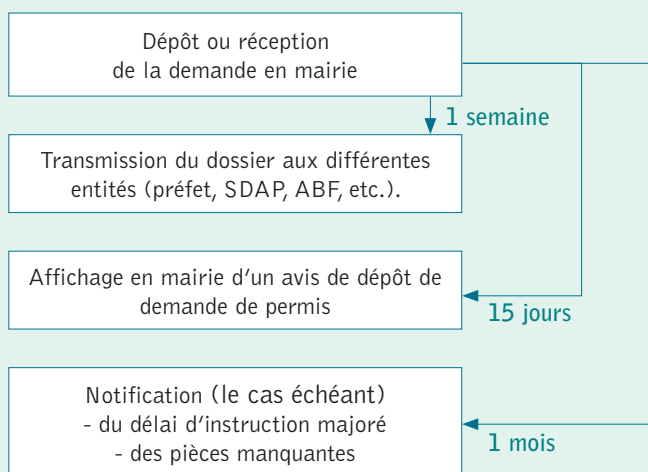 Dépôt ou réception
de la demande en mairie
1 semaine
Transmission du dossier aux différentes
entités (préfet, SDAP, ABF, etc.).
Affichage en mairie d’un avis de dépôt de
demande de permis
15 jours
Notification (le cas échéant)
- du délai d’instruction majoré
- des pièces manquantes
1 mois